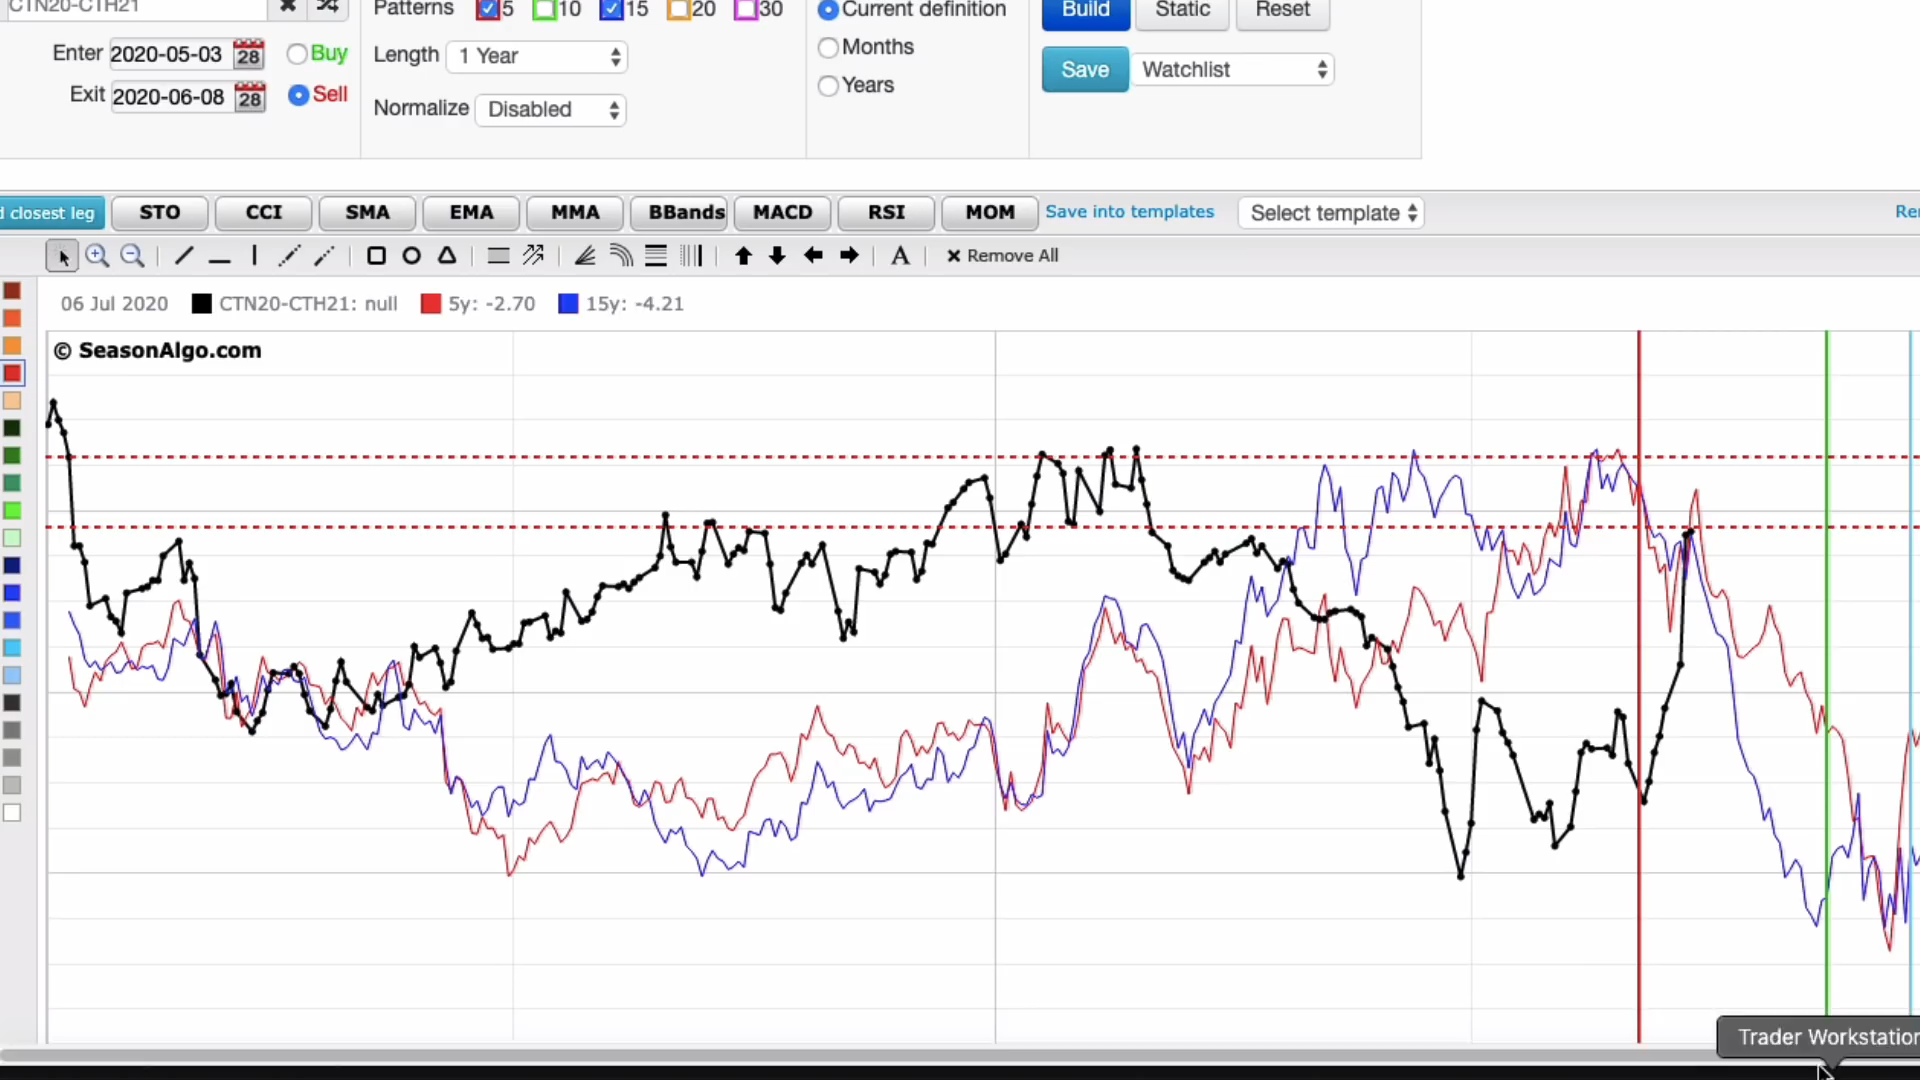 CTN20-CTH21
Patterns 5 10 15 20 30
Current definition
Build Static Reset
Enter 2020-05-03 28 Buy
Length 1 Year
Months
Save Watchlist
Exit 2020-06-08 28 Sell
Normalize Disabled
Years
closest leg STO CCI SMA EMA MMA BBands MACD RSI MOM Save into templates Select template
A × Remove All
06 Jul 2020 CTN20-CTH21: null 5y: -2.70 15y: -4.21
© SeasonAlgo.com
Trader Workstation